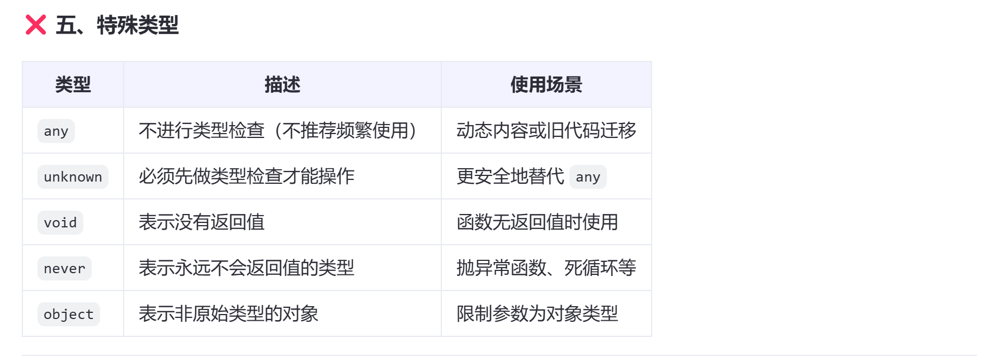 ❌ 五、特殊类型
类型 描述 使用场景
any 不进行类型检查（不推荐频繁使用） 动态内容或旧代码迁移
unknown 必须先做类型检查才能操作 更安全地替代 any
void 表示没有返回值 函数无返回值时使用
never 表示永远不会返回值的类型 抛异常函数、死循环等
object 表示非原始类型的对象 限制参数为对象类型